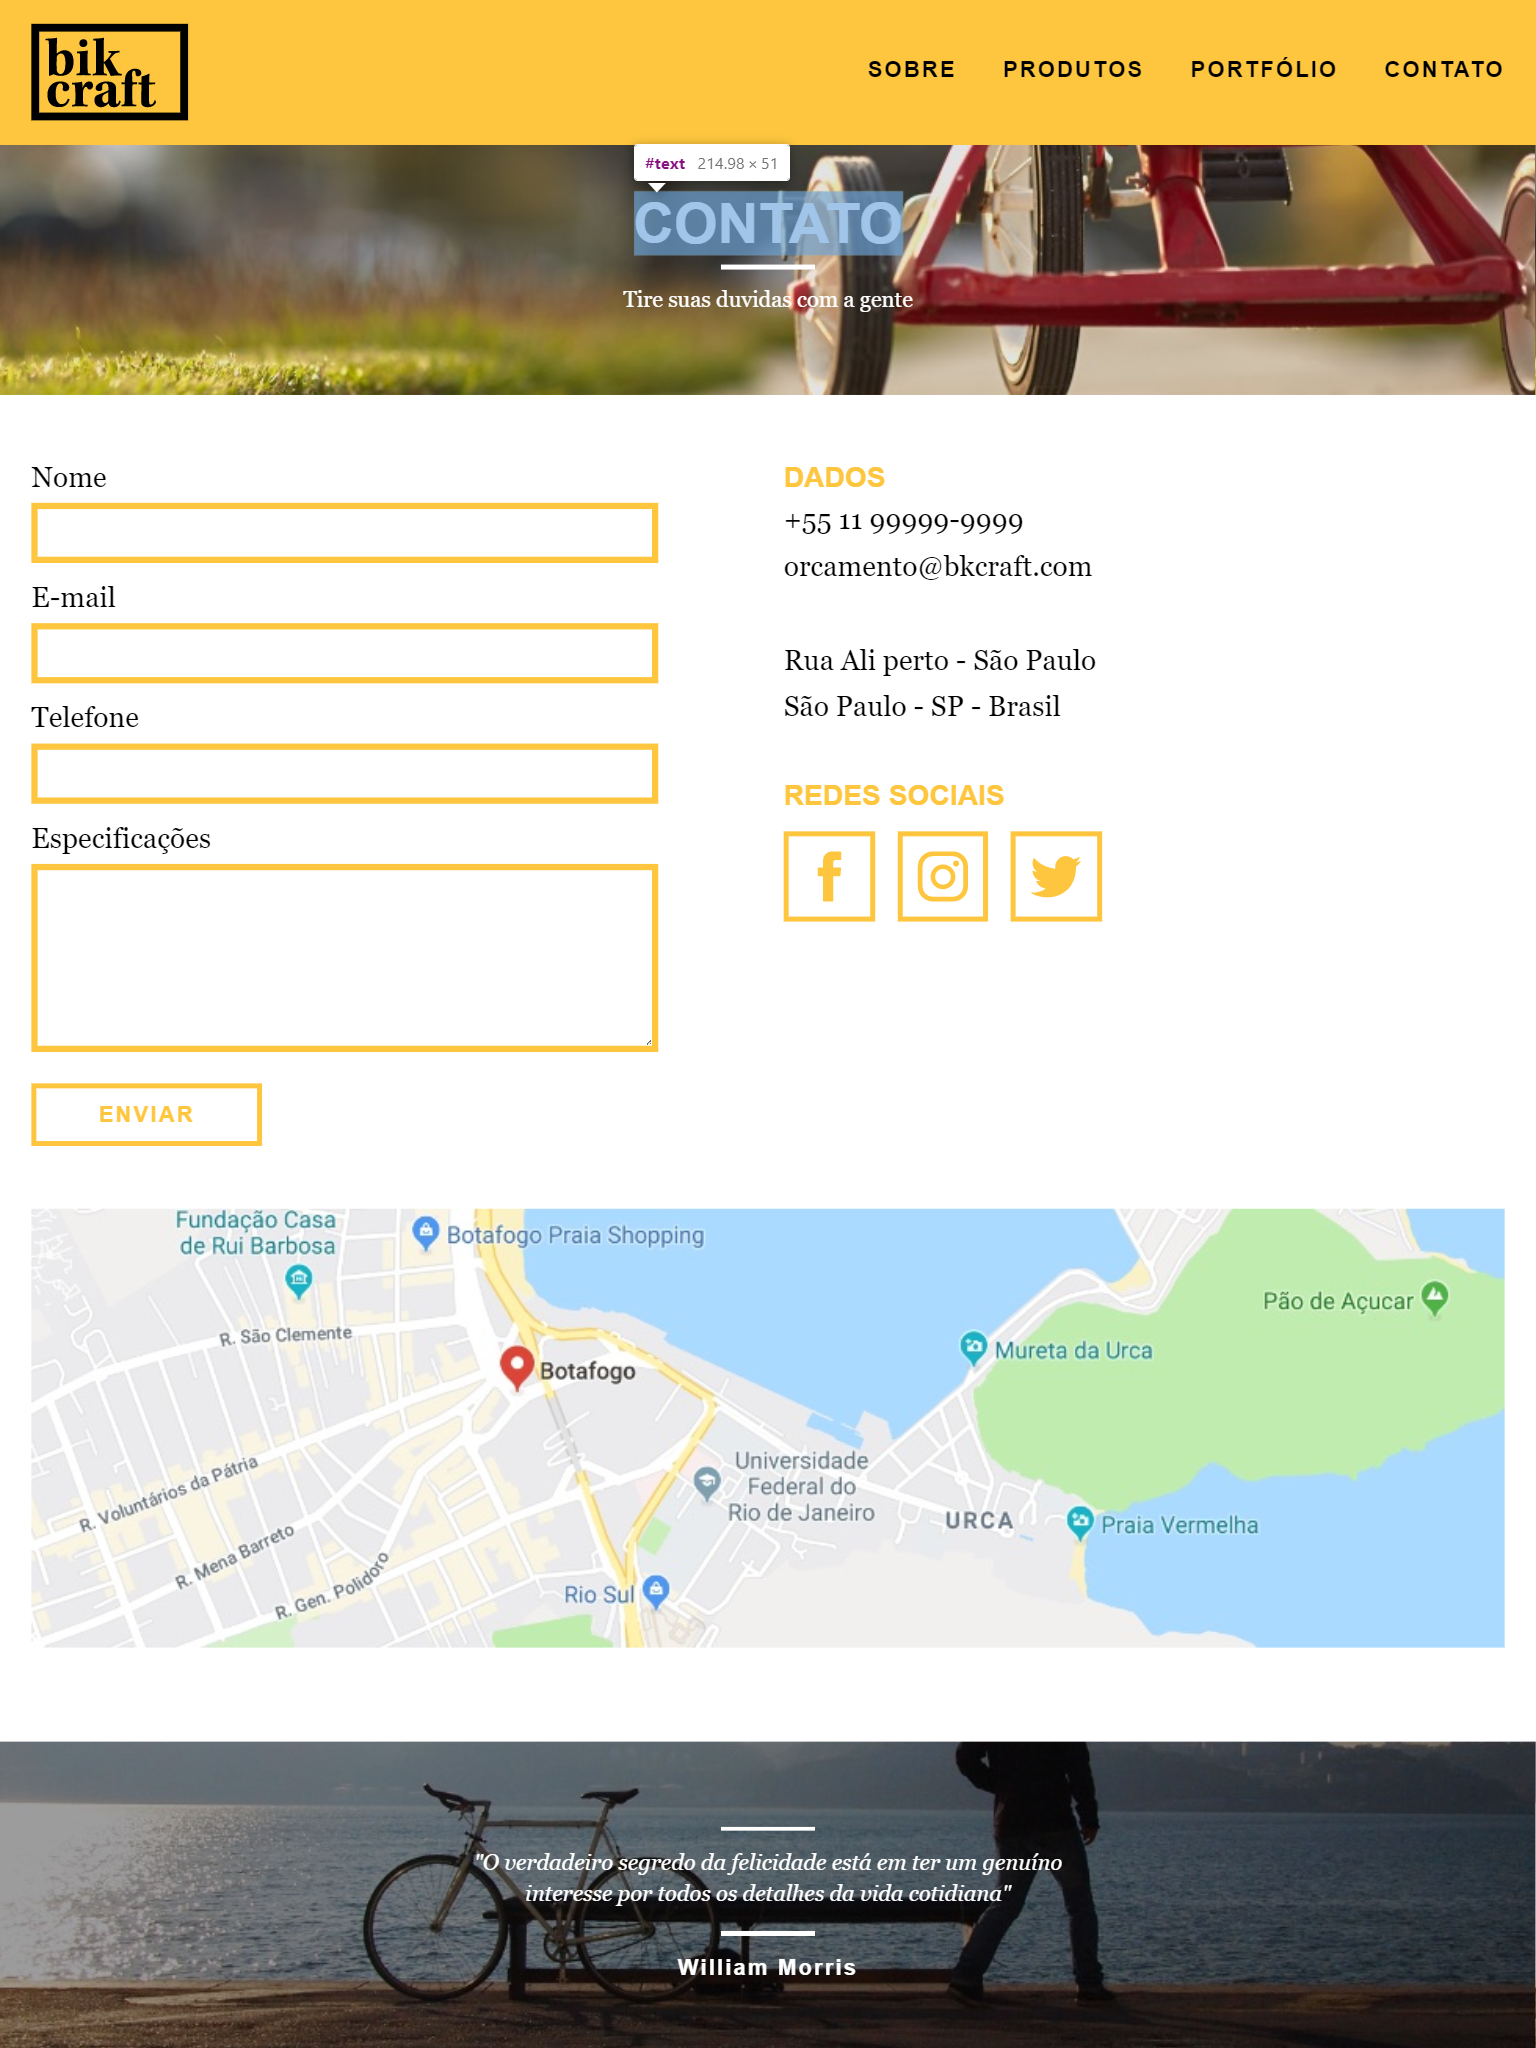 bik
craft
SOBRE PRODUTOS PORTFÓLIO CONTATO
#text 214.98 × 51
CONTATO
Tire suas duvidas com a gente
Nome
E-mail
Telefone
Especificações
ENVIAR
DADOS
+55 11 99999-9999
orcamento@bkcraft.com
Rua Ali perto - São Paulo
São Paulo - SP - Brasil
REDES SOCIAIS
Fundação Casa
de Rui Barbosa
Botafogo Praia Shopping
Pão de Açucar
R. São Clemente
Mureta da Urca
Botafogo
Universidade
Federal do
Rio de Janeiro
R. Voluntários da Pátria
URCA
Praia Vermelha
R. Mena Barreto
R. Gen. Polidoro
Rio Sul
"O verdadeiro segredo da felicidade está em ter um genuíno
interesse por todos os detalhes da vida cotidiana"
William Morris